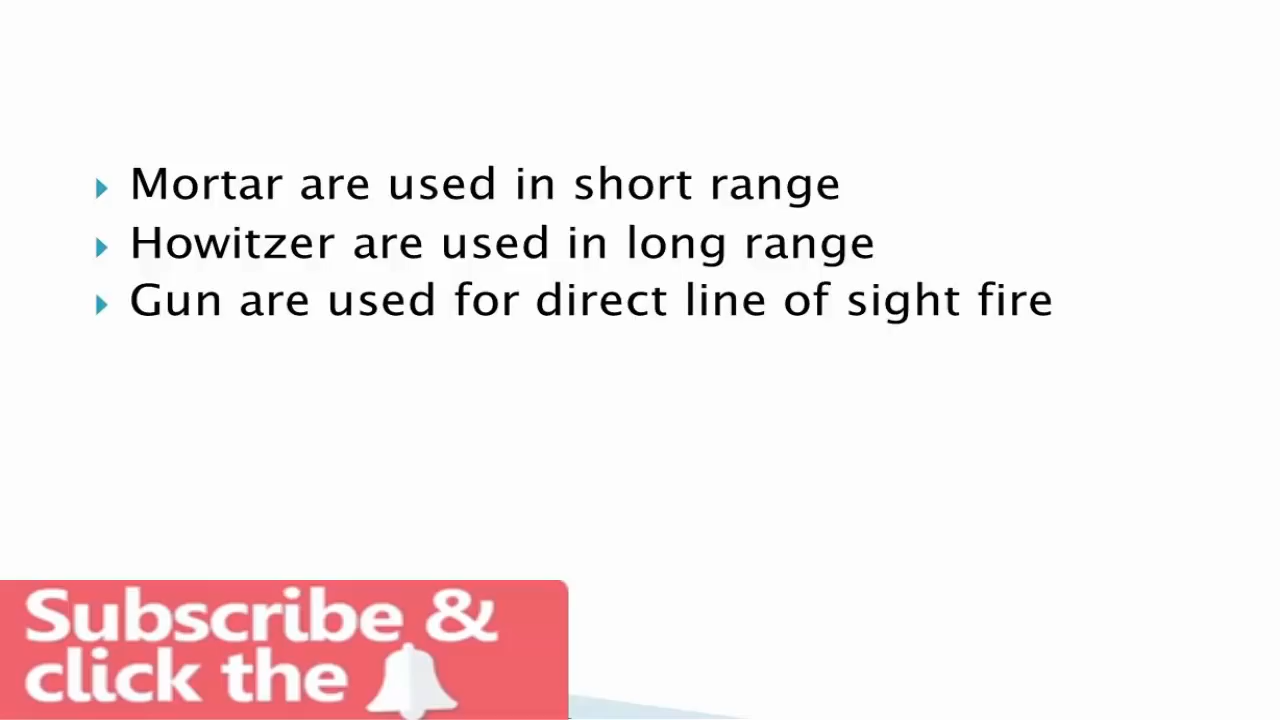 Mortar are used in short range
Howitzer are used in long range
Gun are used for direct line of sight fire
Subscribe &
click the